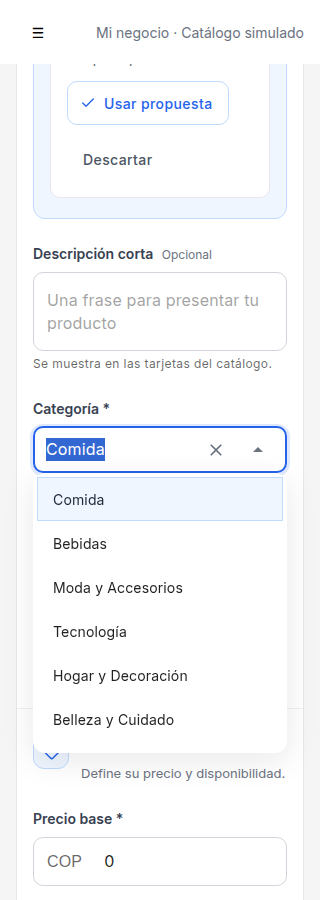 Mi negocio · Catálogo simulado
Usar propuesta
Descartar
Descripción corta Opcional
Una frase para presentar tu
producto
Se muestra en las tarjetas del catálogo.
Categoría *
Comida
Comida
Bebidas
Moda y Accesorios
Tecnología
Hogar y Decoración
Belleza y Cuidado
Define su precio y disponibilidad.
Precio base *
COP 0